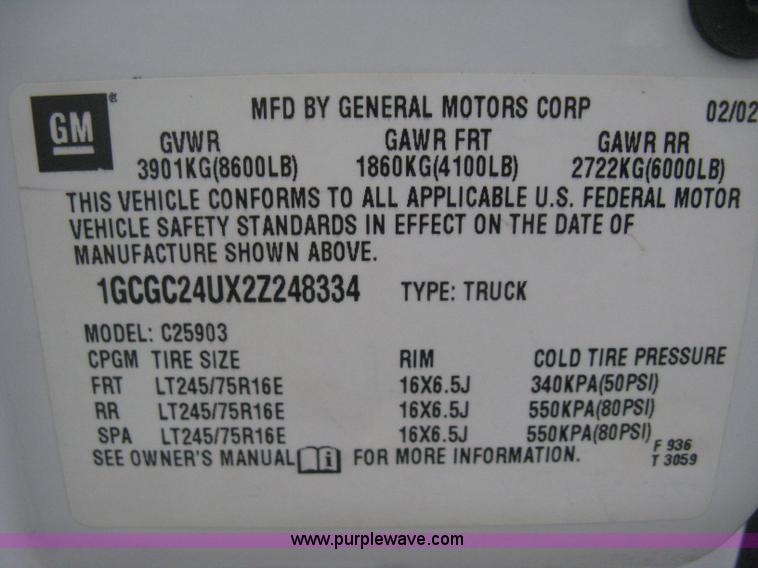 GM®
MFD BY GENERAL MOTORS CORP 02/02
GVWR GAWR FRT GAWR RR
3901KG(8600LB) 1860KG(4100LB) 2722KG(6000LB)
THIS VEHICLE CONFORMS TO ALL APPLICABLE U.S. FEDERAL MOTOR
VEHICLE SAFETY STANDARDS IN EFFECT ON THE DATE OF
MANUFACTURE SHOWN ABOVE.
1GCGC24UX2Z248334 TYPE: TRUCK
MODEL: C25903
CPGM TIRE SIZE RIM COLD TIRE PRESSURE
FRT LT245/75R16E 16X6.5J 340KPA(50PSI)
RR LT245/75R16E 16X6.5J 550KPA(80PSI)
SPA LT245/75R16E 16X6.5J 550KPA(80PSI)
SEE OWNER'S MANUAL i FOR MORE INFORMATION.
F 936
T 3059
www.purplewave.com